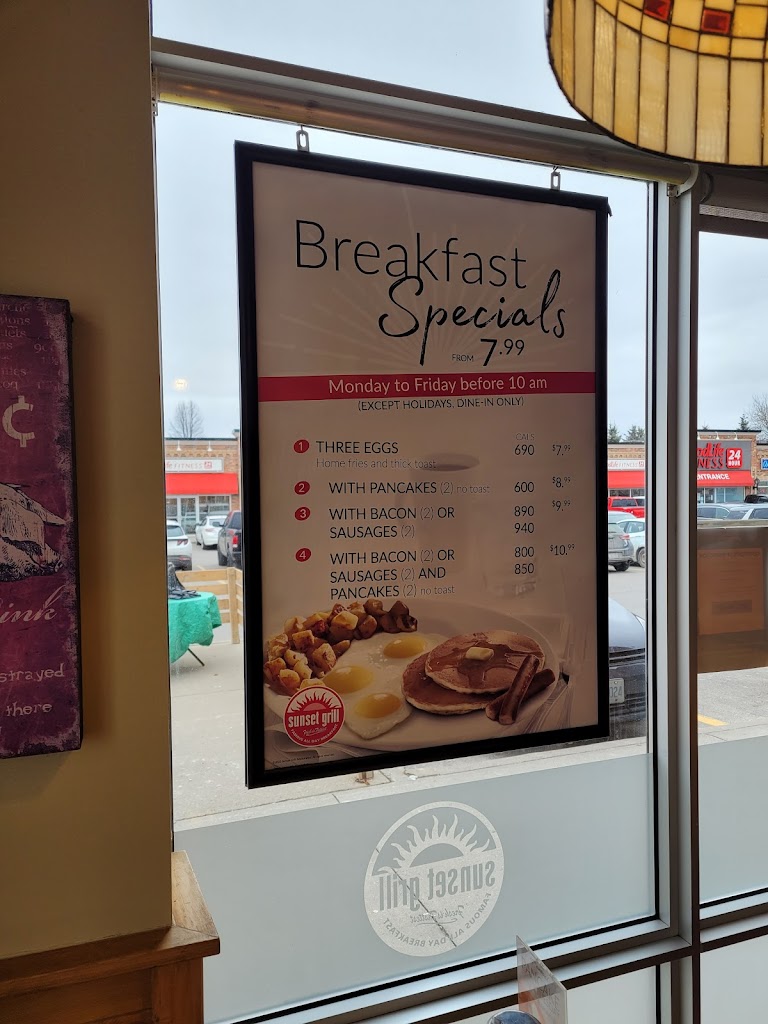 Breakfast
Specials
FROM 7.99
Monday to Friday before 10 am
(EXCEPT HOLIDAYS, DINE-IN ONLY)
CALS
1 THREE EGGS 690 $7.99
Home fries and thick toast
2 WITH PANCAKES (2) no toast 600 $8.99
3 WITH BACON (2) OR 890 $9.99
SAUSAGES (2) 940
4 WITH BACON (2) OR 800 $10.99
SAUSAGES (2) AND 850
PANCAKES (2) no toast
sunset grill
¢
ink
strayed
there
FITNESS
24
HOUR
ENTRANCE
sunset grill
FAMOUS ALL DAY BREAKFAST